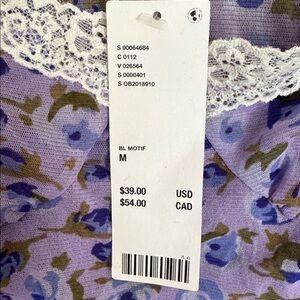 S 90064684
C 0112
V 026564
S 0000401
S OB2018910
BL MOTIF
M
$39.00 USD
$54.00 CAD